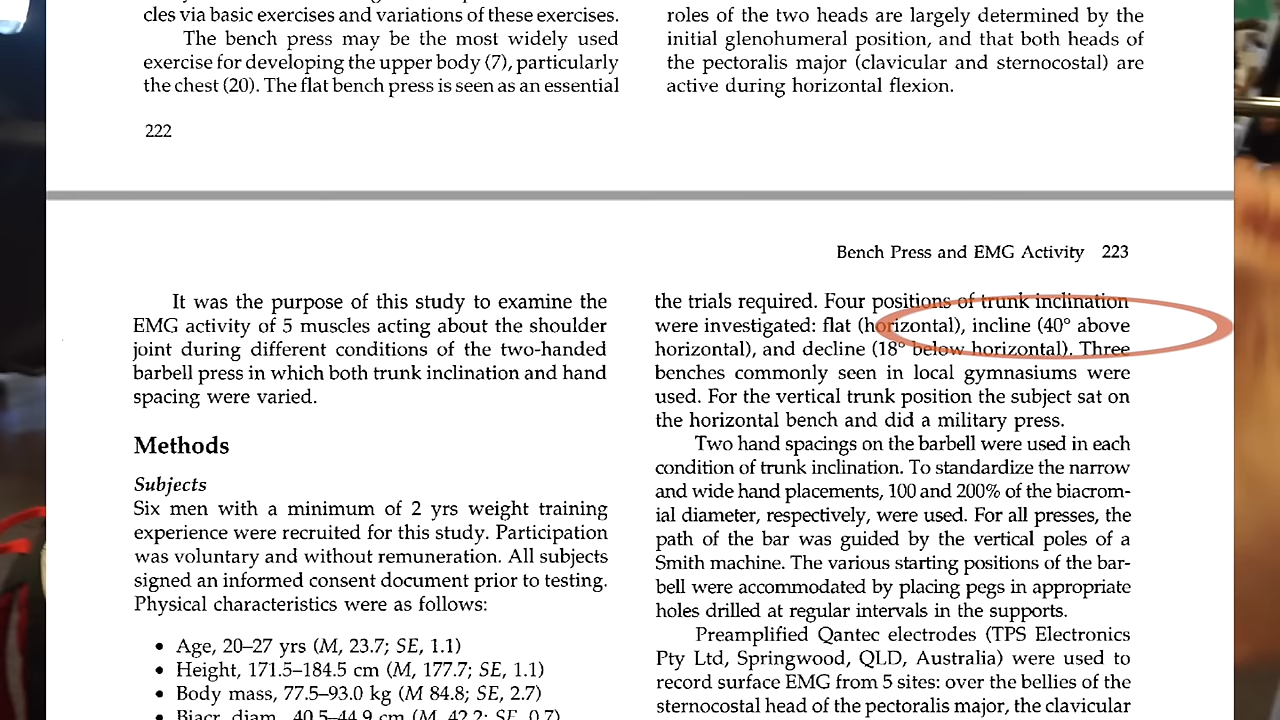 cles via basic exercises and variations of these exercises.
The bench press may be the most widely used
exercise for developing the upper body (7), particularly
the chest (20). The flat bench press is seen as an essential
222
roles of the two heads are largely determined by the
initial glenohumeral position, and that both heads of
the pectoralis major (clavicular and sternocostal) are
active during horizontal flexion.
Bench Press and EMG Activity 223
It was the purpose of this study to examine the
EMG activity of 5 muscles acting about the shoulder
joint during different conditions of the two-handed
barbell press in which both trunk inclination and hand
spacing were varied.
Methods
Subjects
Six men with a minimum of 2 yrs weight training
experience were recruited for this study. Participation
was voluntary and without remuneration. All subjects
signed an informed consent document prior to testing.
Physical characteristics were as follows:
• Age, 20–27 yrs (M, 23.7; SE, 1.1)
• Height, 171.5–184.5 cm (M, 177.7; SE, 1.1)
• Body mass, 77.5–93.0 kg (M 84.8; SE, 2.7)
• Biacr. diam., 40.5–44.9 cm (M, 42.2; SE, 0.7)
the trials required. Four positions of trunk inclination
were investigated: flat (horizontal), incline (40° above
horizontal), and decline (18° below horizontal). Three
benches commonly seen in local gymnasiums were
used. For the vertical trunk position the subject sat on
the horizontal bench and did a military press.
Two hand spacings on the barbell were used in each
condition of trunk inclination. To standardize the narrow
and wide hand placements, 100 and 200% of the biacrom-
ial diameter, respectively, were used. For all presses, the
path of the bar was guided by the vertical poles of a
Smith machine. The various starting positions of the bar-
bell were accommodated by placing pegs in appropriate
holes drilled at regular intervals in the supports.
Preamplified Qantec electrodes (TPS Electronics
Pty Ltd, Springwood, QLD, Australia) were used to
record surface EMG from 5 sites: over the bellies of the
sternocostal head of the pectoralis major, the clavicular